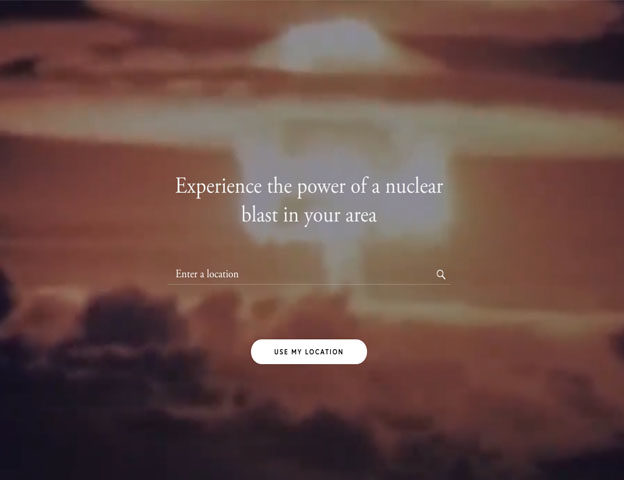 Experience the power of a nuclear
blast in your area
Enter a location
USE MY LOCATION